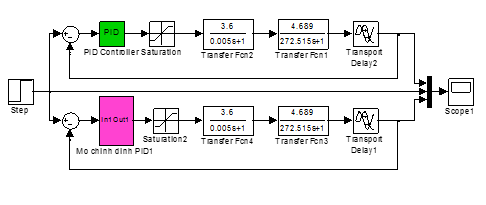 PID
PID Controller
Saturation
3.6
0.005s+1
Transfer Fcn2
4.689
272.515s+1
Transfer Fcn1
Transport
Delay2
Step
Scope1
In1 Out1
Mo chinh dinh PID1
Saturation2
3.6
0.005s+1
Transfer Fcn4
4.689
272.515s+1
Transfer Fcn3
Transport
Delay1